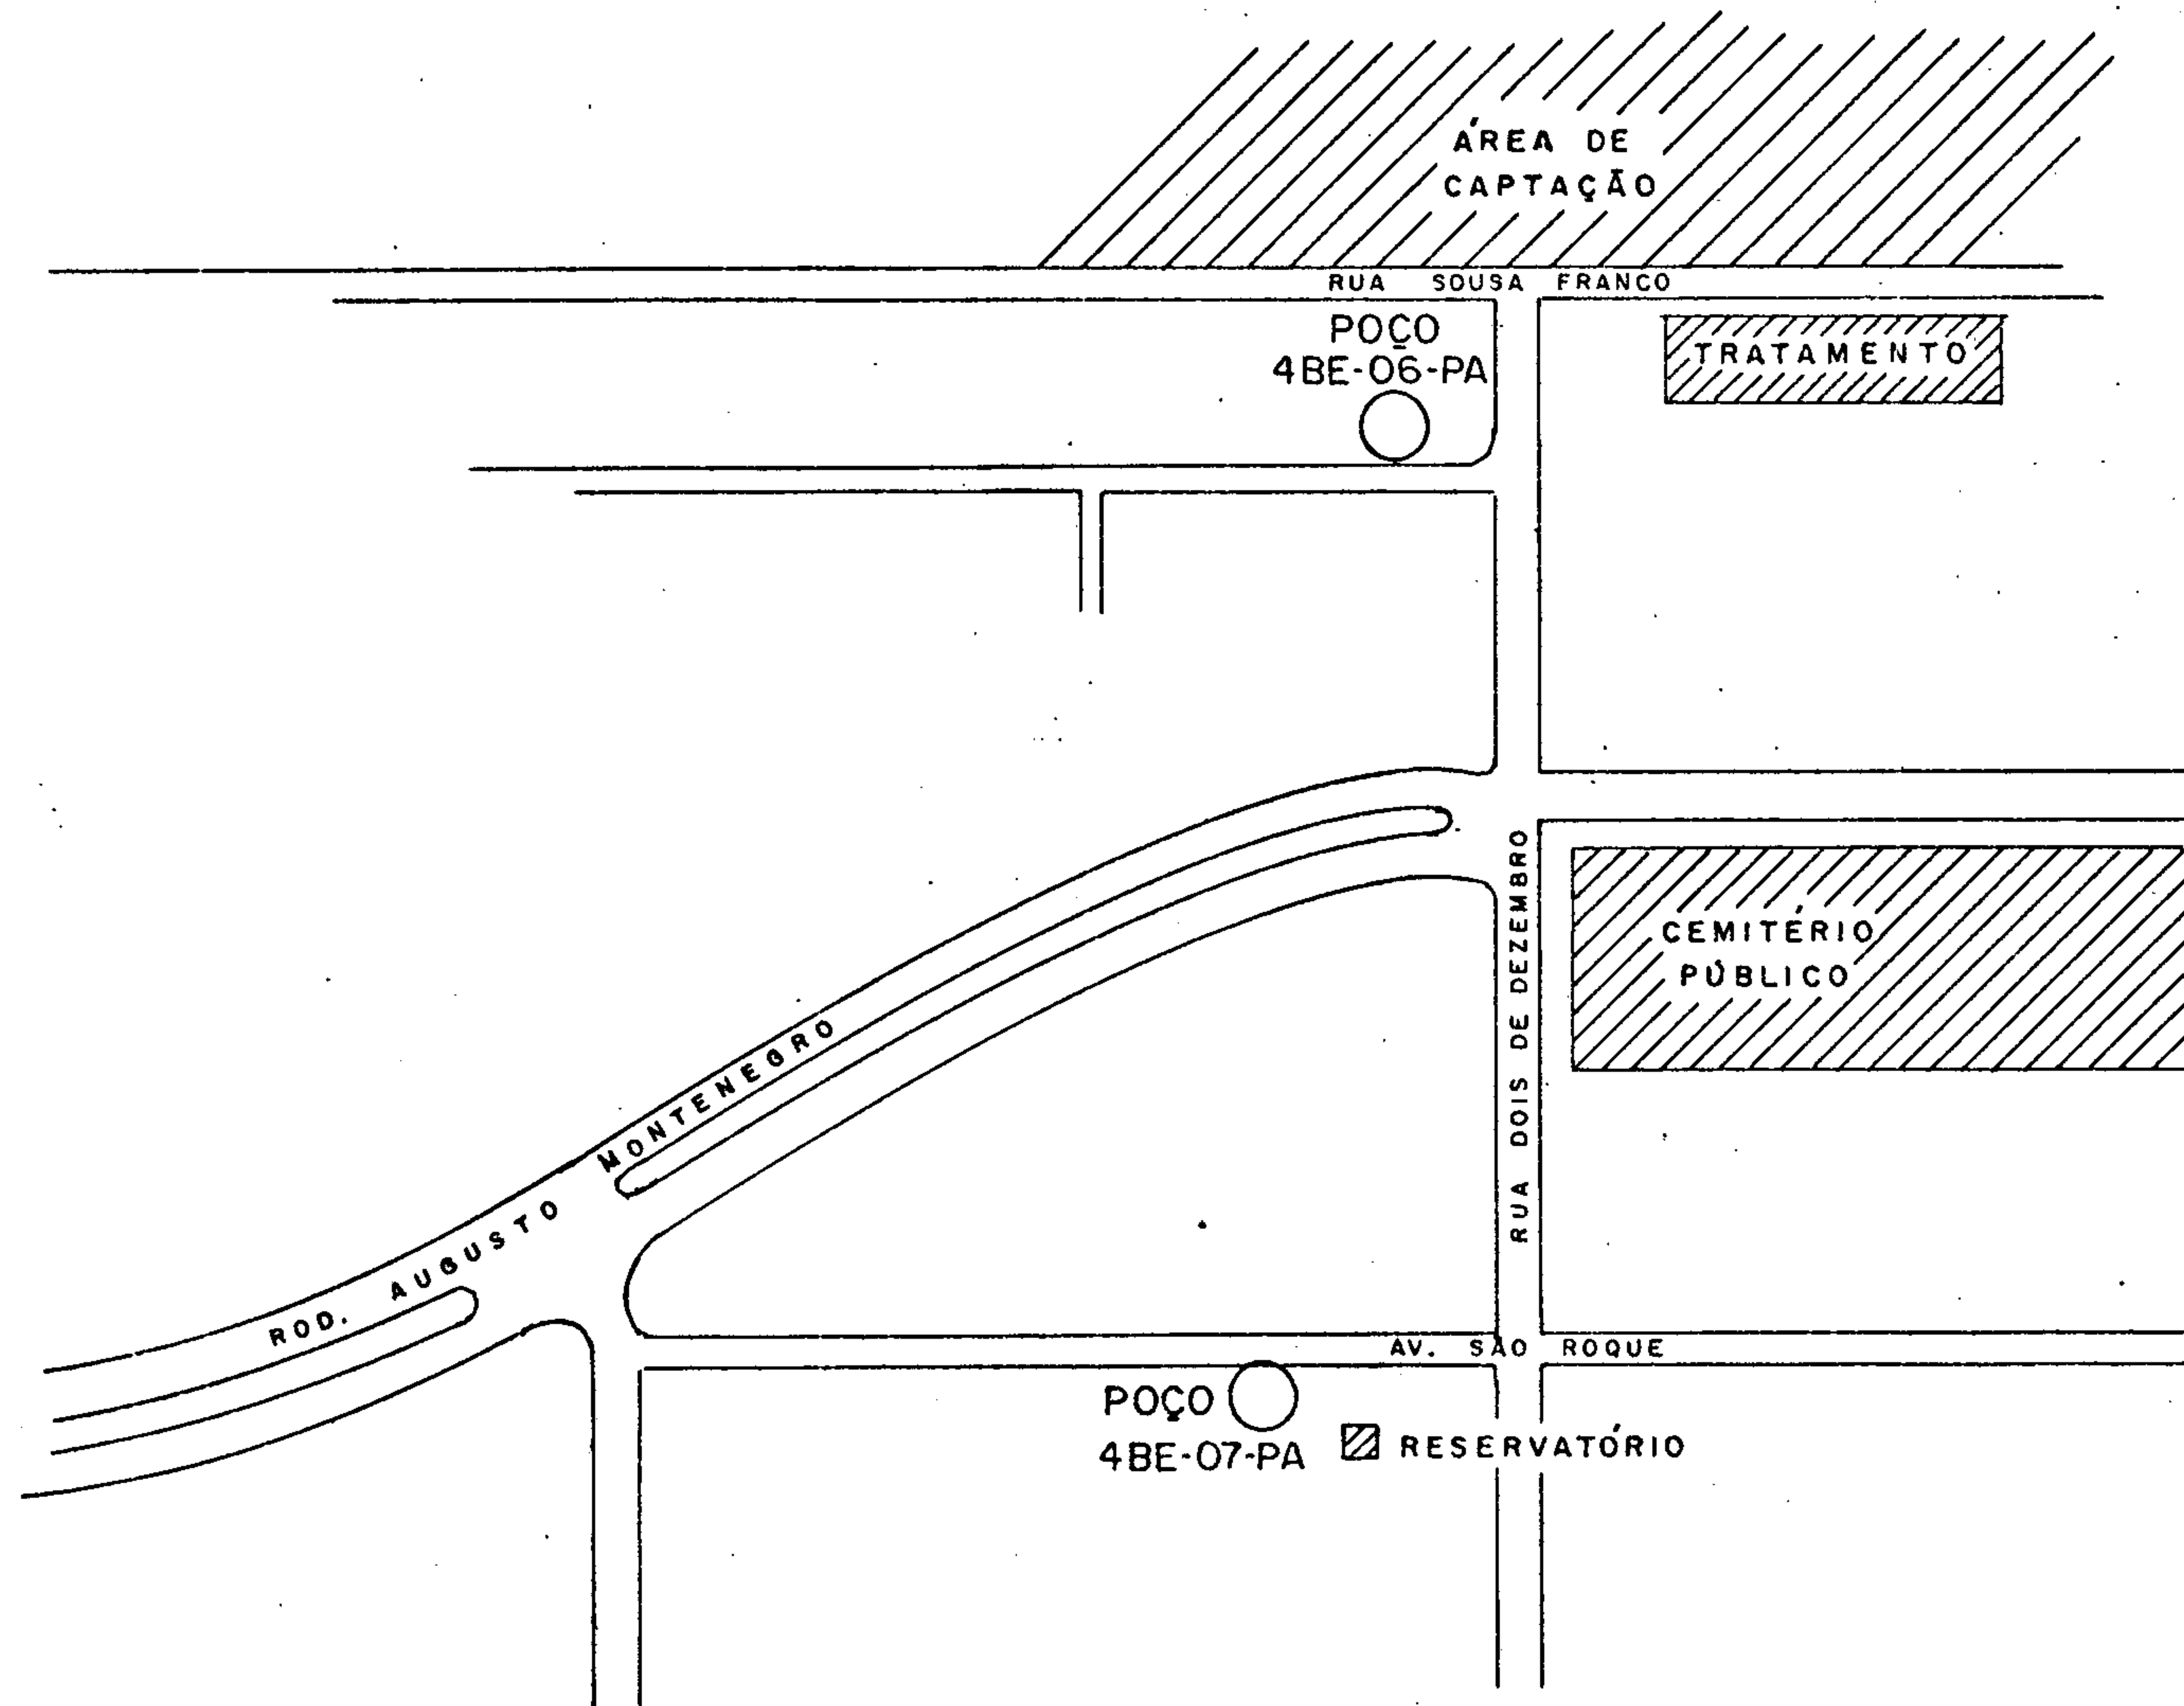 ÁREA DE
CAPTAÇÃO
RUA SOUSA FRANCO
POÇO
4BE-06-PA
TRATAMENTO
RUA DOIS DE DEZEMBRO
CEMITÉRIO
PÚBLICO
ROD. AUGUSTO MONTENEGRO
AV. SÃO ROQUE
POÇO
4BE-07-PA
RESERVATÓRIO